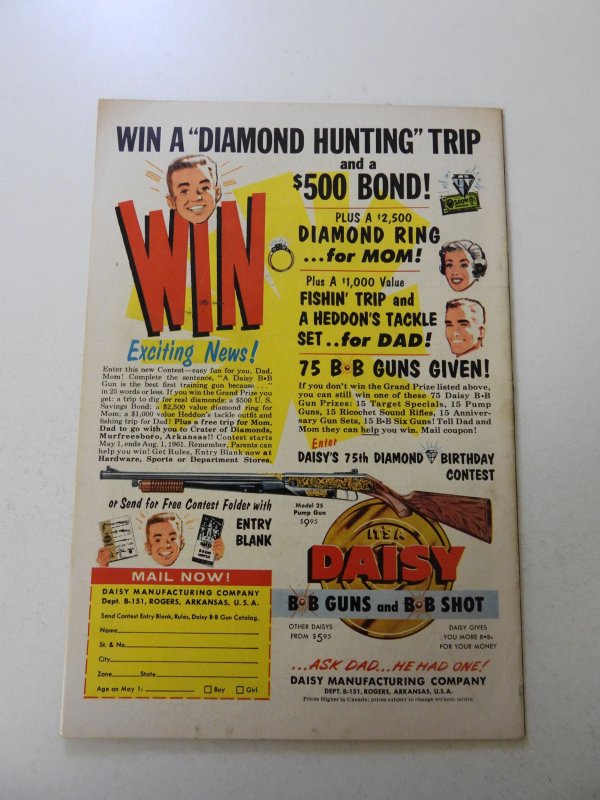 WIN A "DIAMOND HUNTING" TRIP
and a
$500 BOND!
PLUS A $2,500
DIAMOND RING
...for MOM!
Plus A $1,000 Value
FISHIN' TRIP and
A HEDDON'S TACKLE
SET..for DAD!
WIN
Exciting News!
Enter this new Contest—easy fun for you, Dad,
Mom! Complete the sentence, "A Daisy B•B
Gun is the best first training gun because..."
in 25 words or less. If you win the Grand Prize you
get: a trip to dig for real diamonds; a $500 U. S.
Savings Bond; a $2,500 value diamond ring for
Mom; a $1,000 value Heddon's tackle outfit and
fishing trip for Dad! Plus a free trip for Mom,
Dad to go with you to Crater of Diamonds,
Murfreesboro, Arkansas!! Contest starts
May 1, ends Aug. 1, 1961. Remember, Parents can
help you win! Get Rules, Entry Blank now at
Hardware, Sports or Department Stores.
75 B•B GUNS GIVEN!
If you don't win the Grand Prize listed above,
you can still win one of these 75 Daisy B•B
Gun Prizes: 15 Target Specials, 15 Pump
Guns, 15 Ricochet Sound Rifles, 15 Anniver-
sary Gun Sets, 15 B•B Six Guns! Tell Dad and
Mom they can help you win. Mail coupon!
Enter
DAISY'S 75th DIAMOND BIRTHDAY
CONTEST
or Send for Free Contest Folder with
ENTRY
BLANK
Model 25
Pump Gun
$9.95
IT'S A
DAISY
B•B GUNS and B•B SHOT
OTHER DAISYS
FROM $5.95
DAISY GIVES
YOU MORE B•Bs
FOR YOUR MONEY
...ASK DAD...HE HAD ONE!
DAISY MANUFACTURING COMPANY
DEPT. B-151, ROGERS, ARKANSAS, U.S.A.
Prices Higher in Canada; prices subject to change without notice.
MAIL NOW!
DAISY MANUFACTURING COMPANY
Dept. B-151, ROGERS, ARKANSAS, U. S. A.
Send Contest Entry Blank, Rules, Daisy B•B Gun Catalog.
Name
St. & No.
City
Zone State
Age on May 1: Boy Girl